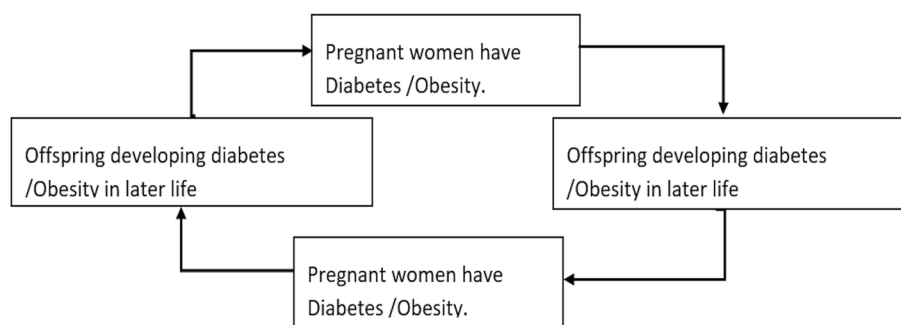 Pregnant women have
Diabetes /Obesity.
Offspring developing diabetes
/Obesity in later life
Offspring developing diabetes
/Obesity in later life
Pregnant women have
Diabetes /Obesity.